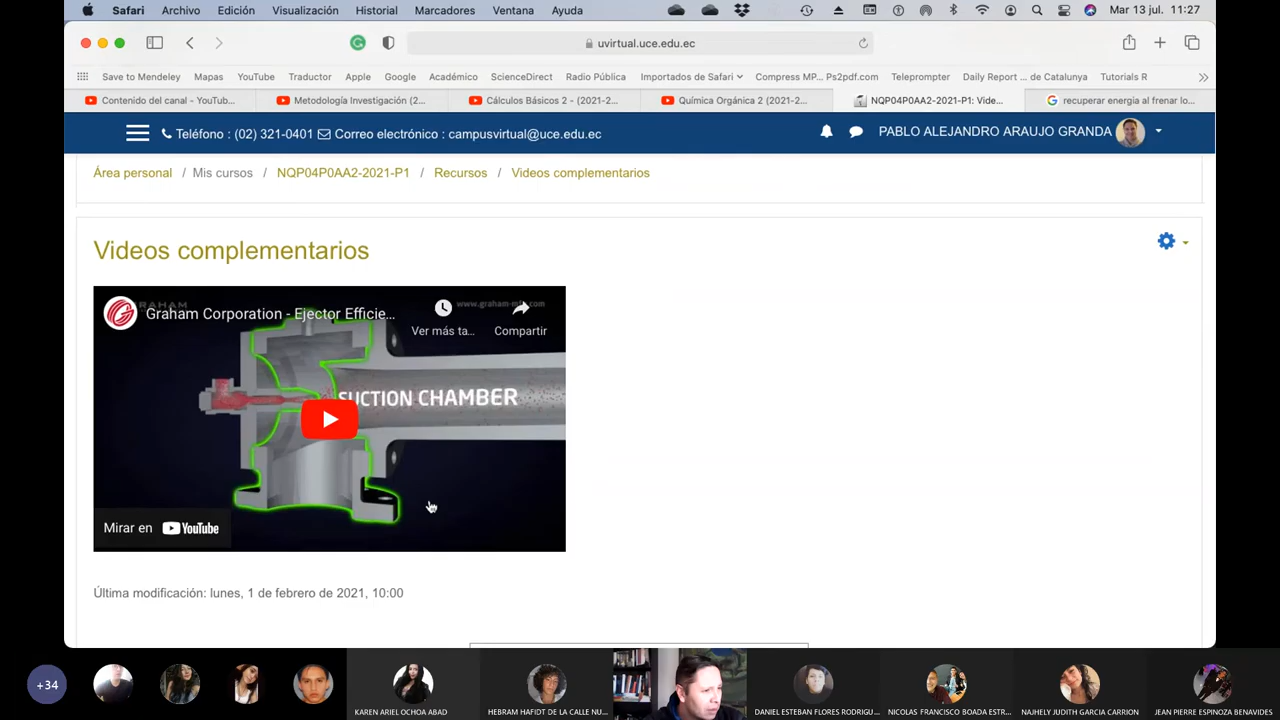 Safari Archivo Edición Visualización Historial Marcadores Ventana Ayuda Mar 13 jul. 11:27
uvirtual.uce.edu.ec
Save to Mendeley Mapas YouTube Traductor Apple Google Académico ScienceDirect Radio Pública Importados de Safari Compress MP... Ps2pdf.com Teleprompter Daily Report ... de Catalunya Tutorials R
Contenido del canal - YouTub... Metodología Investigación (2... Cálculos Básicos 2 - (2021-2... Química Orgánica 2 (2021-2... NQP04P0AA2-2021-P1: Vide... recuperar energia al frenar lo...
Teléfono : (02) 321-0401 Correo electrónico : campusvirtual@uce.edu.ec PABLO ALEJANDRO ARAUJO GRANDA
Área personal / Mis cursos / NQP04P0AA2-2021-P1 / Recursos / Videos complementarios
Videos complementarios
www.graham-mfg.com
Graham Corporation - Ejector Efficie...
Ver más ta... Compartir
SUCTION CHAMBER
Mirar en YouTube
Última modificación: lunes, 1 de febrero de 2021, 10:00
+34
KAREN ARIEL OCHOA ABAD HEBRAM HAFIDT DE LA CALLE NU... DANIEL ESTEBAN FLORES RODRIGU... NICOLAS FRANCISCO BOADA ESTR... NAJHELY JUDITH GARCIA CARRION JEAN PIERRE ESPINOZA BENAVIDES